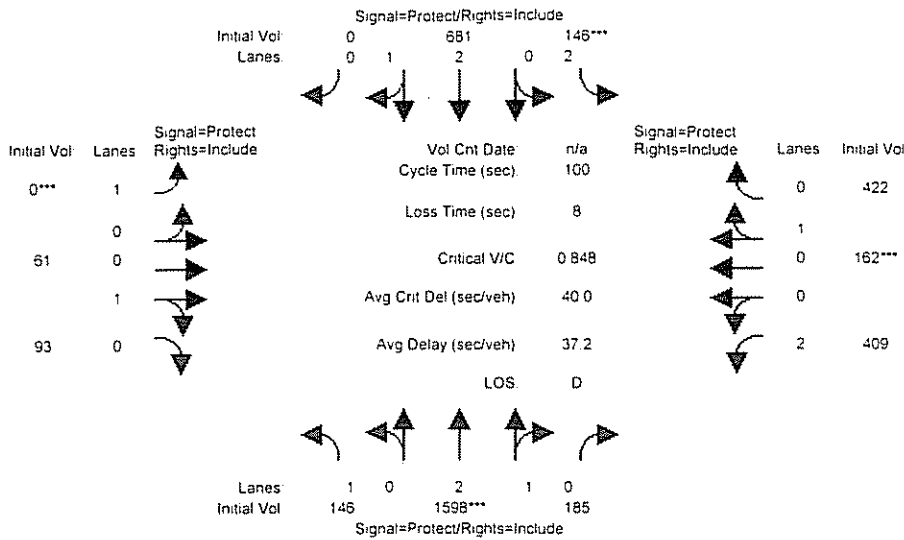 Signal=Protect/Rights=Include
Initial Vol: 0 681 146***
Lanes: 0 1 2 0 2
Initial Vol Lanes Signal=Protect Rights=Include
Vol Cnt Date: n/a
Signal=Protect Rights=Include Lanes Initial Vol
Cycle Time (sec): 100
0*** 1
0 422
Loss Time (sec) 8
0
1
61 0
Critical V/C 0.848
0 162***
1
Avg Crit Del (sec/veh) 40.0
0
93 0
Avg Delay (sec/veh) 37.2
2 409
LOS D
Lanes: 1 0 2 1 0
Initial Vol 146 1598*** 185
Signal=Protect/Rights=Include